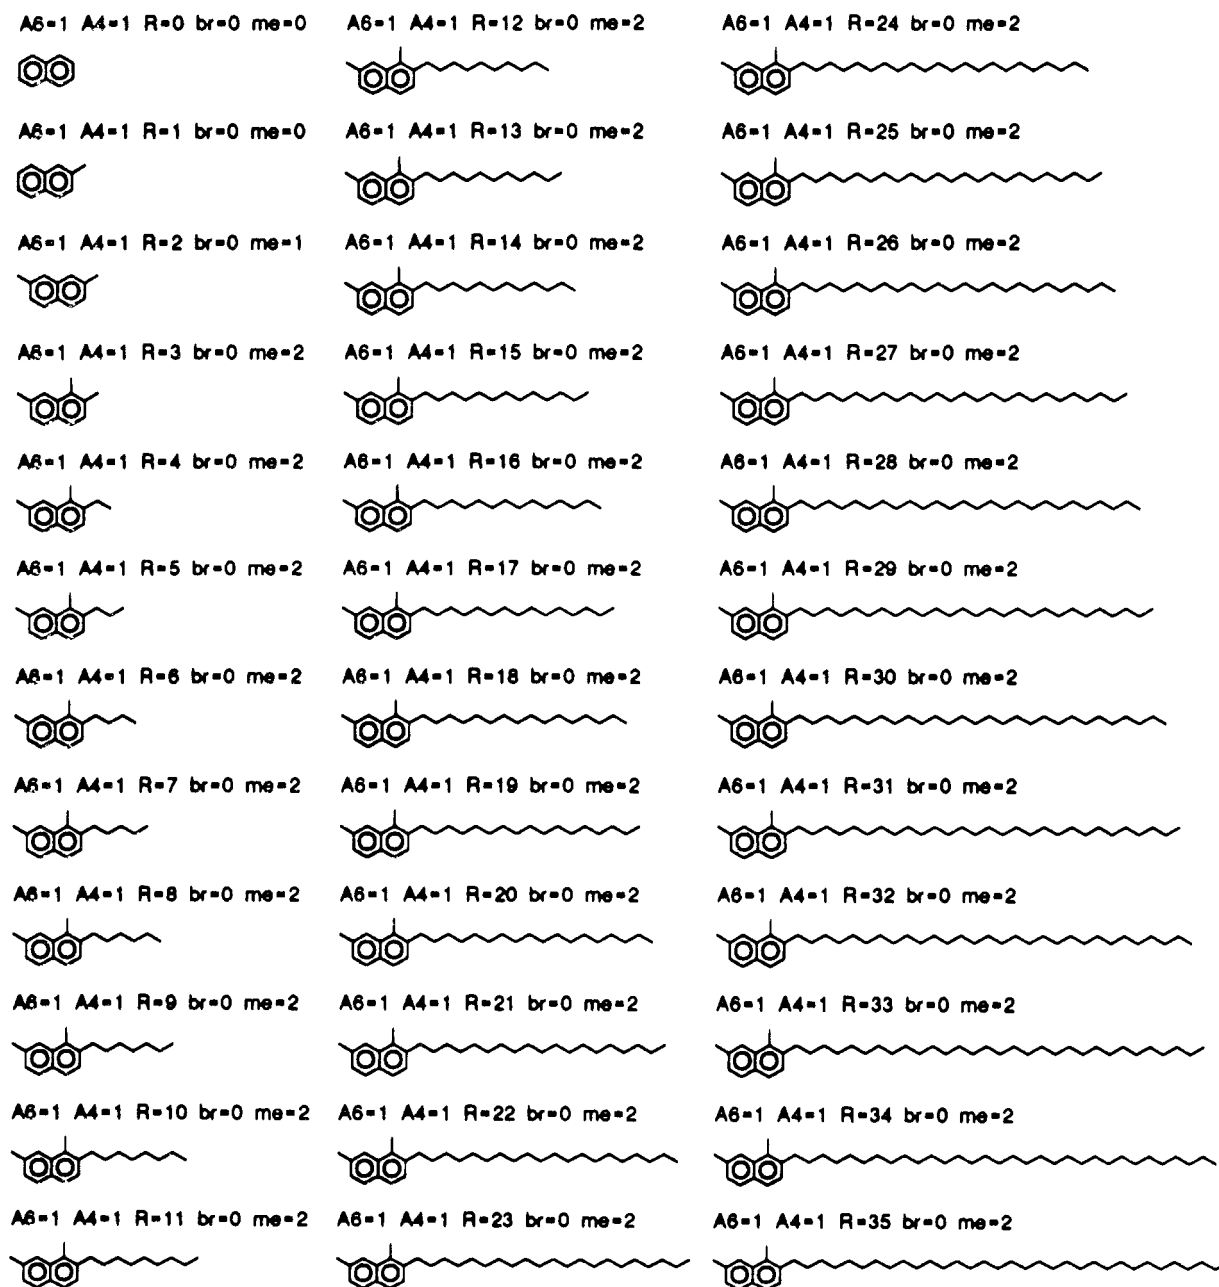 A6=1 A4=1 R=0 br=0 me=0
A6=1 A4=1 R=1 br=0 me=0
A6=1 A4=1 R=2 br=0 me=1
A6=1 A4=1 R=3 br=0 me=2
A6=1 A4=1 R=4 br=0 me=2
A6=1 A4=1 R=5 br=0 me=2
A6=1 A4=1 R=6 br=0 me=2
A6=1 A4=1 R=7 br=0 me=2
A6=1 A4=1 R=8 br=0 me=2
A6=1 A4=1 R=9 br=0 me=2
A6=1 A4=1 R=10 br=0 me=2
A6=1 A4=1 R=11 br=0 me=2
A6=1 A4=1 R=12 br=0 me=2
A6=1 A4=1 R=13 br=0 me=2
A6=1 A4=1 R=14 br=0 me=2
A6=1 A4=1 R=15 br=0 me=2
A6=1 A4=1 R=16 br=0 me=2
A6=1 A4=1 R=17 br=0 me=2
A6=1 A4=1 R=18 br=0 me=2
A6=1 A4=1 R=19 br=0 me=2
A6=1 A4=1 R=20 br=0 me=2
A6=1 A4=1 R=21 br=0 me=2
A6=1 A4=1 R=22 br=0 me=2
A6=1 A4=1 R=23 br=0 me=2
A6=1 A4=1 R=24 br=0 me=2
A6=1 A4=1 R=25 br=0 me=2
A6=1 A4=1 R=26 br=0 me=2
A6=1 A4=1 R=27 br=0 me=2
A6=1 A4=1 R=28 br=0 me=2
A6=1 A4=1 R=29 br=0 me=2
A6=1 A4=1 R=30 br=0 me=2
A6=1 A4=1 R=31 br=0 me=2
A6=1 A4=1 R=32 br=0 me=2
A6=1 A4=1 R=33 br=0 me=2
A6=1 A4=1 R=34 br=0 me=2
A6=1 A4=1 R=35 br=0 me=2